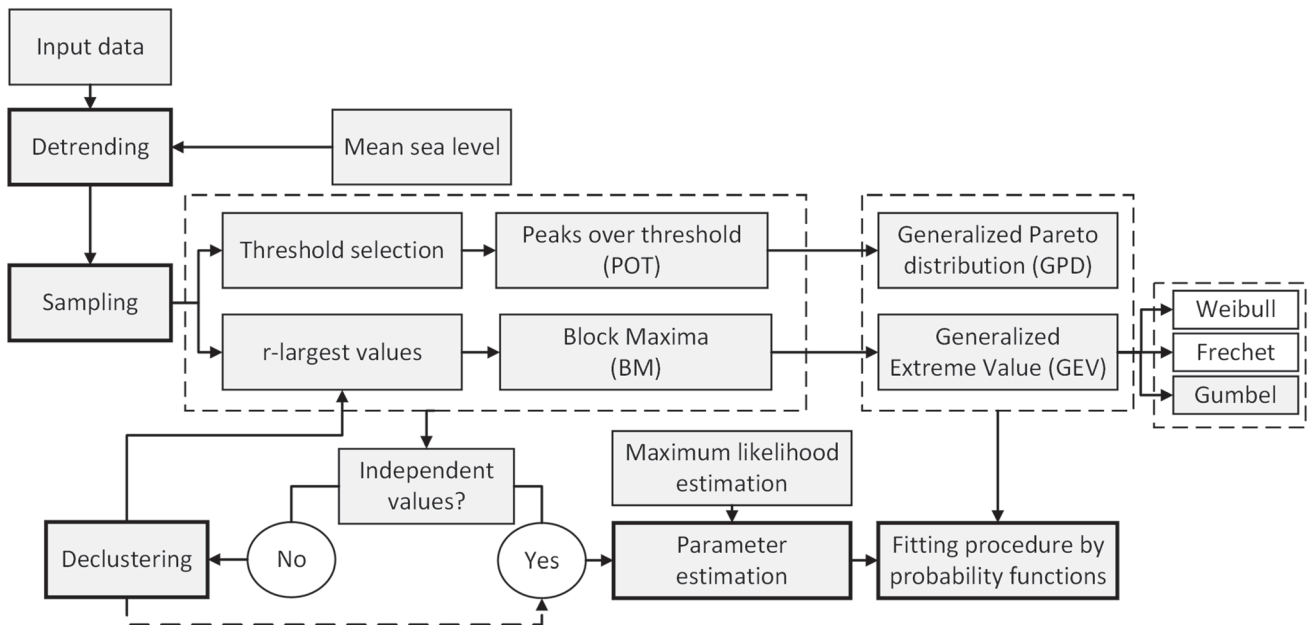 Input data
Detrending
Mean sea level
Sampling
Threshold selection
Peaks over threshold
(POT)
Generalized Pareto
distribution (GPD)
r-largest values
Block Maxima
(BM)
Generalized
Extreme Value (GEV)
Weibull
Frechet
Gumbel
Independent
values?
Maximum likelihood
estimation
Declustering
No
Yes
Parameter
estimation
Fitting procedure by
probability functions